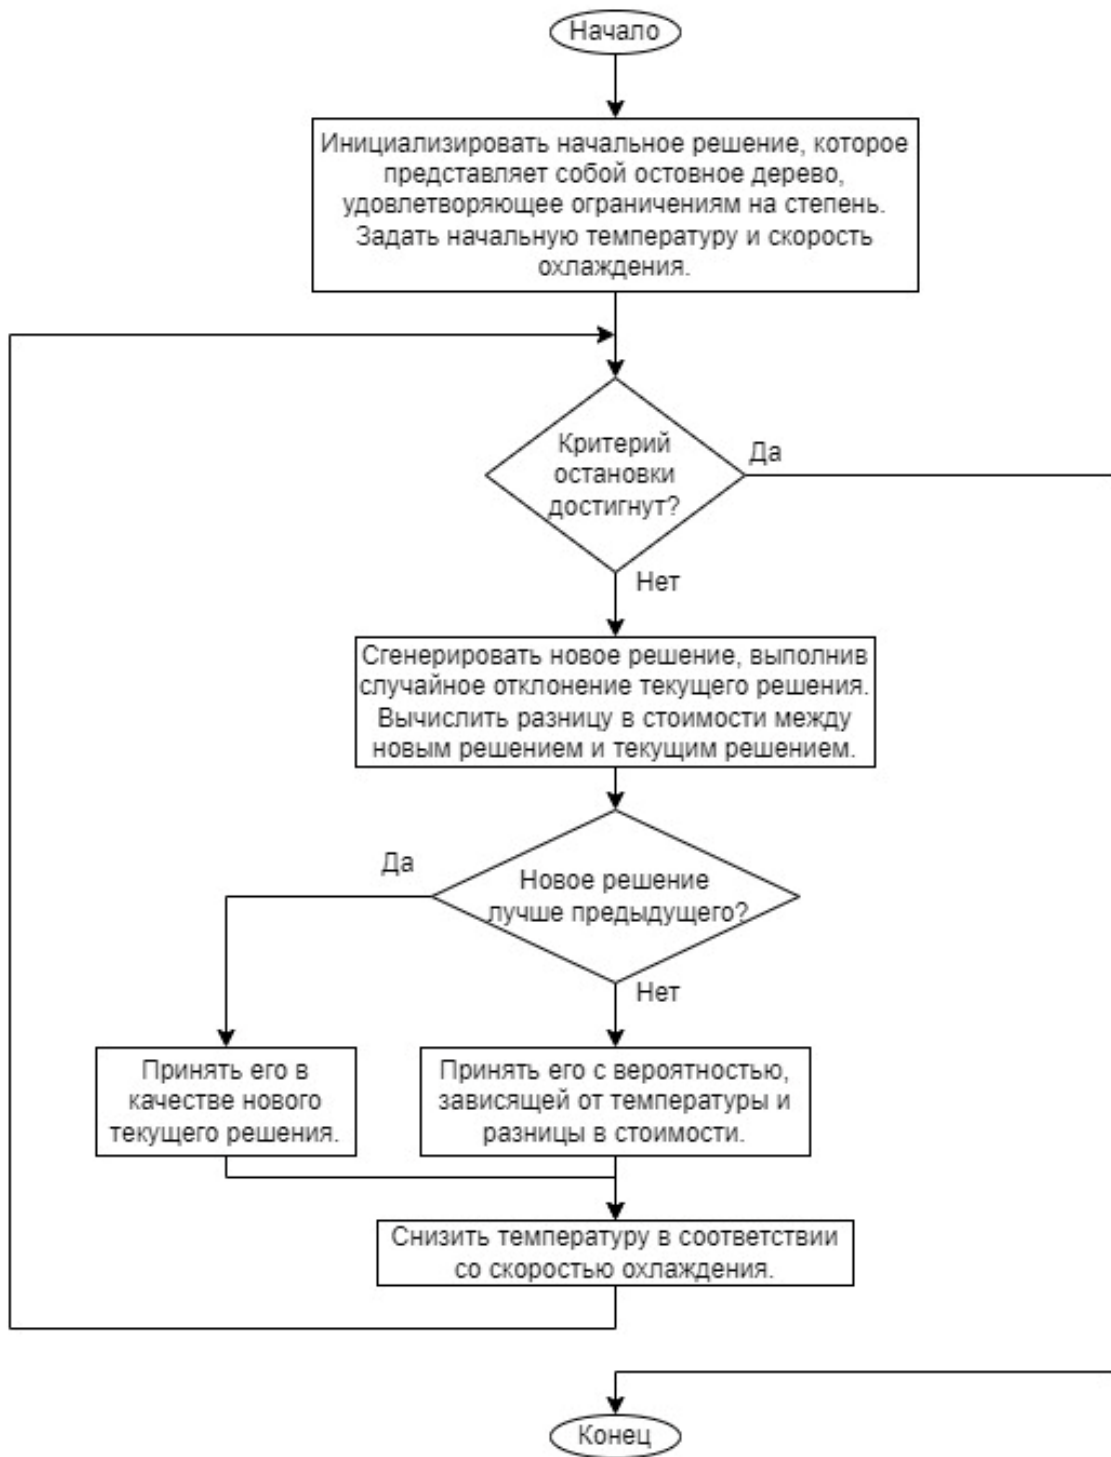 Начало
Инициализировать начальное решение, которое
представляет собой остовное дерево,
удовлетворяющее ограничениям на степень.
Задать начальную температуру и скорость
охлаждения.
Критерий
остановки
достигнут?
Да
Нет
Сгенерировать новое решение, выполнив
случайное отклонение текущего решения.
Вычислить разницу в стоимости между
новым решением и текущим решением.
Да
Новое решение
лучше предыдущего?
Нет
Принять его в
качестве нового
текущего решения.
Принять его с вероятностью,
зависящей от температуры и
разницы в стоимости.
Снизить температуру в соответствии
со скоростью охлаждения.
Конец